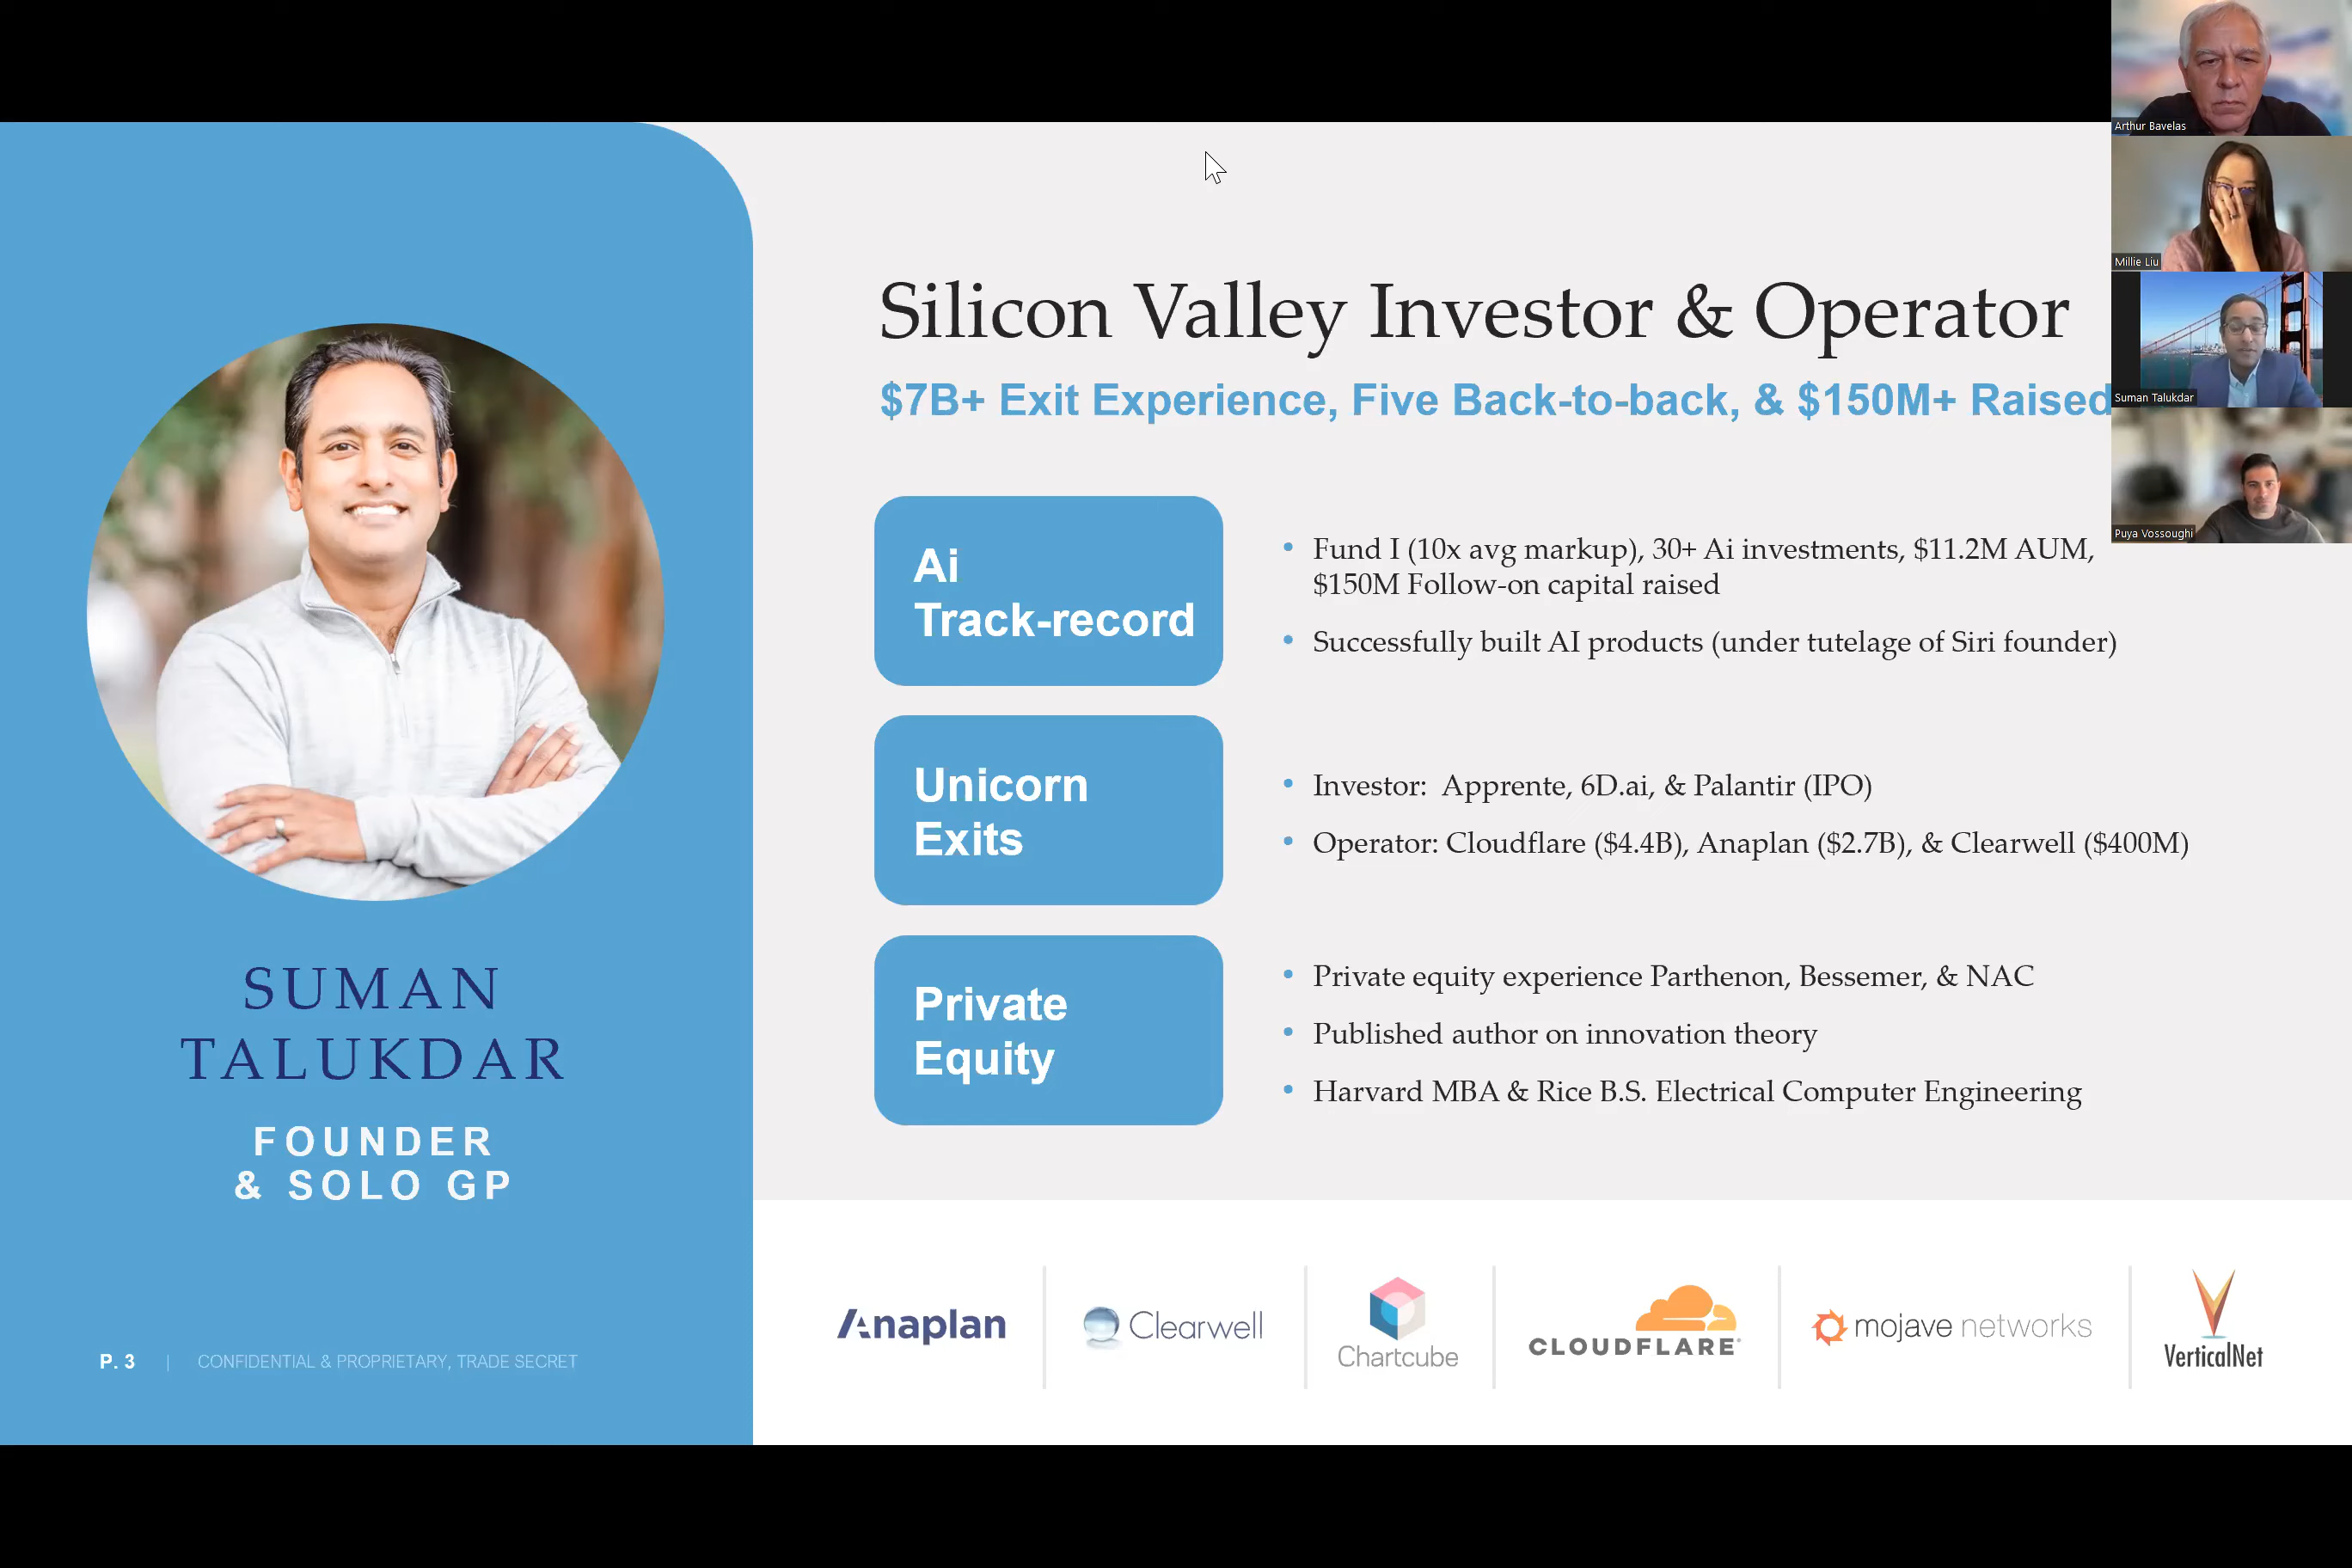 SUMAN
TALUKDAR
FOUNDER
& SOLO GP
P. 3 | CONFIDENTIAL & PROPRIETARY, TRADE SECRET
Silicon Valley Investor & Operator
$7B+ Exit Experience, Five Back-to-back, & $150M+ Raised
Ai
Track-record
• Fund I (10x avg markup), 30+ Ai investments, $11.2M AUM,
$150M Follow-on capital raised
• Successfully built AI products (under tutelage of Siri founder)
Unicorn
Exits
• Investor: Apprente, 6D.ai, & Palantir (IPO)
• Operator: Cloudflare ($4.4B), Anaplan ($2.7B), & Clearwell ($400M)
Private
Equity
• Private equity experience Parthenon, Bessemer, & NAC
• Published author on innovation theory
• Harvard MBA & Rice B.S. Electrical Computer Engineering
Anaplan
Clearwell
Chartcube
CLOUDFLARE
mojave networks
VerticalNet
Arthur Bavelas
Millie Liu
Suman Talukdar
Puya Vossoughi